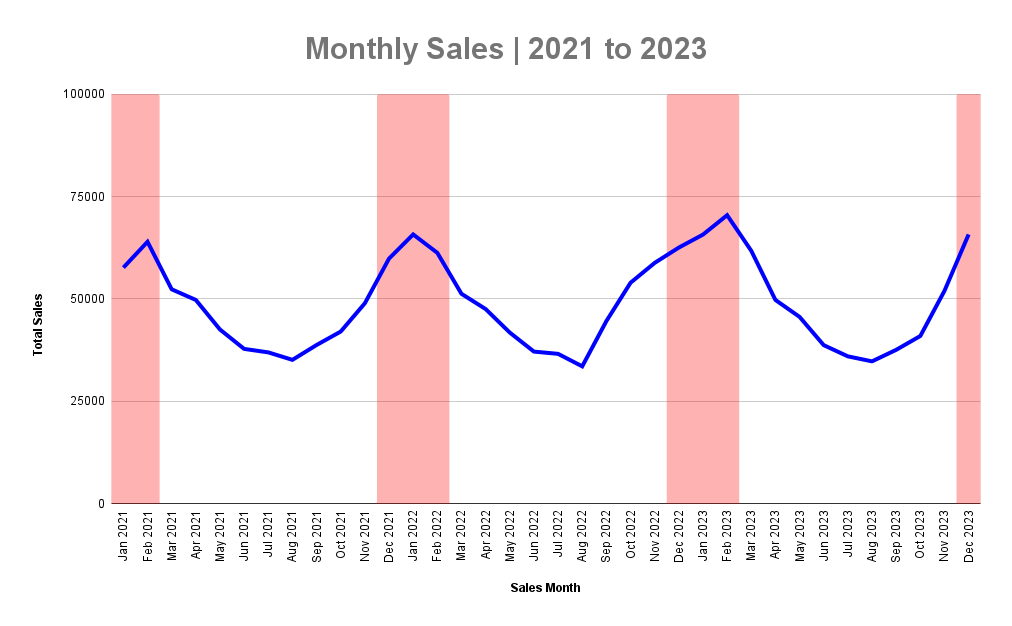 Monthly Sales | 2021 to 2023
100000
75000
50000
25000
0
Total Sales
Jan 2021
Feb 2021
Mar 2021
Apr 2021
May 2021
Jun 2021
Jul 2021
Aug 2021
Sep 2021
Oct 2021
Nov 2021
Dec 2021
Jan 2022
Feb 2022
Mar 2022
Apr 2022
May 2022
Jun 2022
Jul 2022
Aug 2022
Sep 2022
Oct 2022
Nov 2022
Dec 2022
Jan 2023
Feb 2023
Mar 2023
Apr 2023
May 2023
Jun 2023
Jul 2023
Aug 2023
Sep 2023
Oct 2023
Nov 2023
Dec 2023
Sales Month